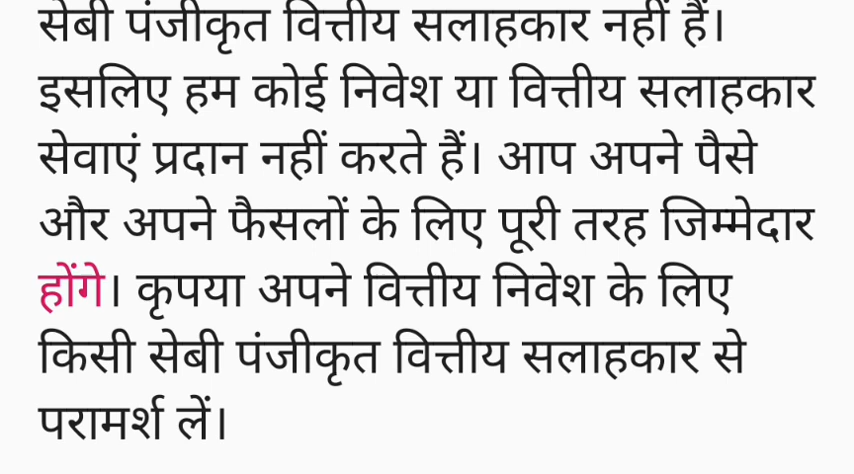 सेबी पंजीकृत वित्तीय सलाहकार नहीं हैं।
इसलिए हम कोई निवेश या वित्तीय सलाहकार
सेवाएं प्रदान नहीं करते हैं। आप अपने पैसे
और अपने फैसलों के लिए पूरी तरह जिम्मेदार
होंगे। कृपया अपने वित्तीय निवेश के लिए
किसी सेबी पंजीकृत वित्तीय सलाहकार से
परामर्श लें।